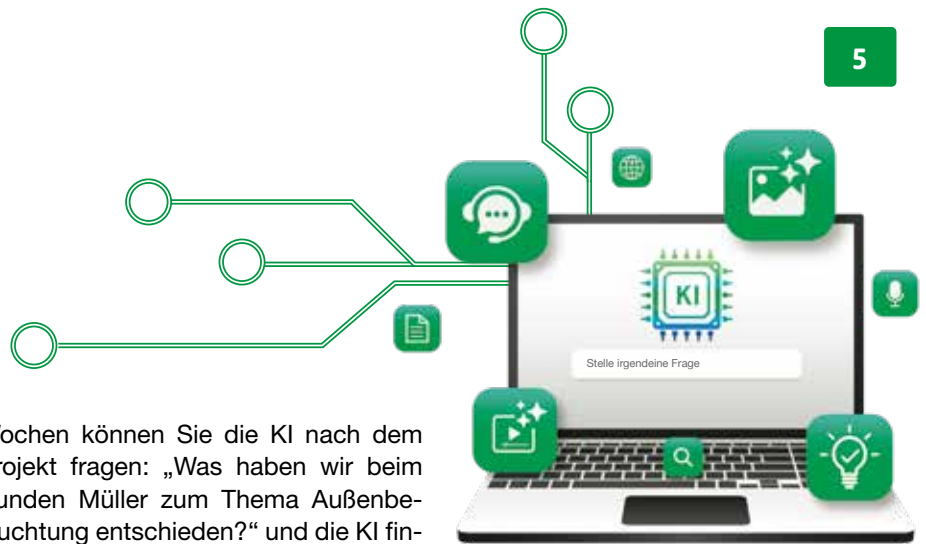 5
KI
Stelle irgendeine Frage
Wochen können Sie die KI nach dem
rojekt fragen: „Was haben wir beim
unden Müller zum Thema Außenbe-
uchtung entschieden?“ und die KI fin-